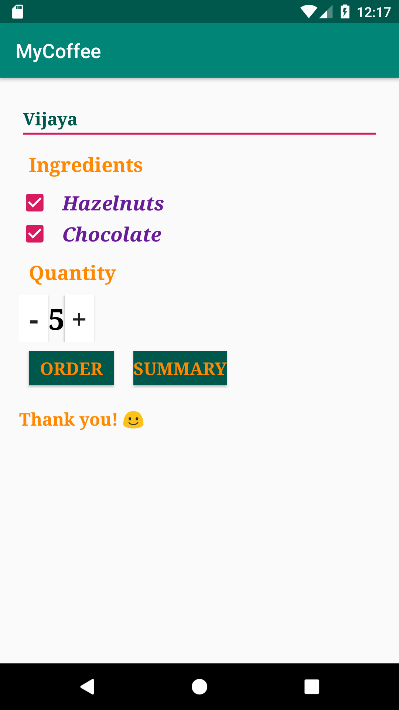 12:17
MyCoffee
Vijaya
Ingredients
Hazelnuts
Chocolate
Quantity
- 5 +
ORDER SUMMARY
Thank you! 🙂